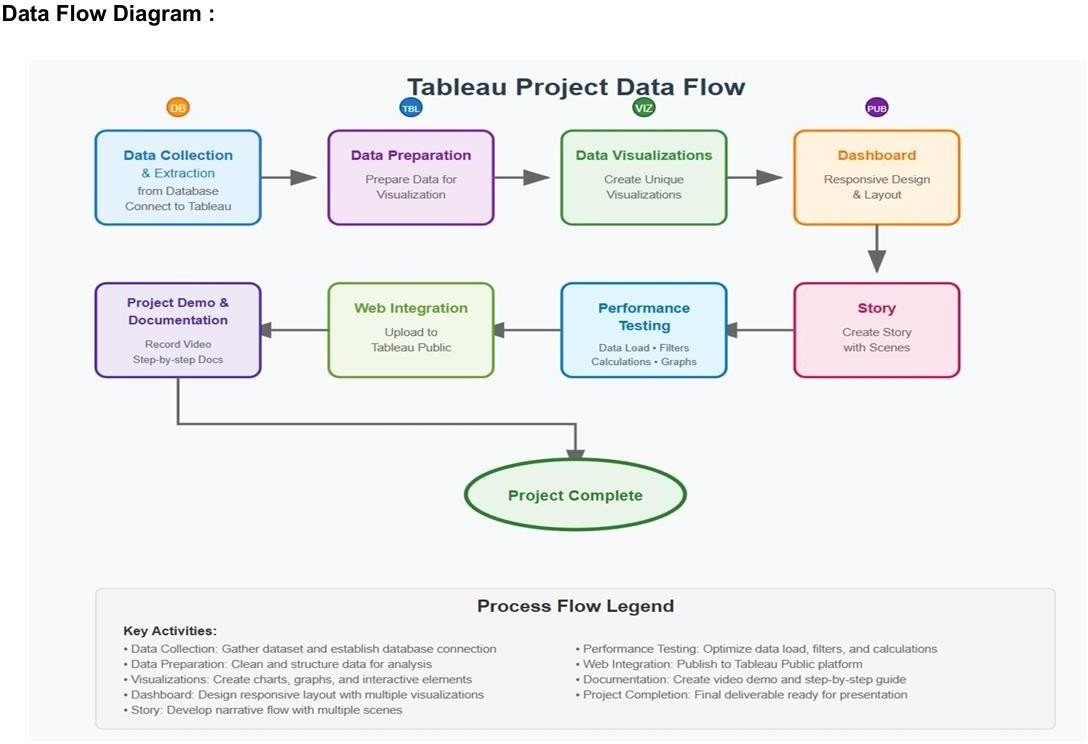 Data Flow Diagram :
Tableau Project Data Flow
DB
TBL
VIZ
PUB
Data Collection
& Extraction
from Database
Connect to Tableau
Data Preparation
Prepare Data for
Visualization
Data Visualizations
Create Unique
Visualizations
Dashboard
Responsive Design
& Layout
Project Demo &
Documentation
Record Video
Step-by-step Docs
Web Integration
Upload to
Tableau Public
Performance
Testing
Data Load • Filters
Calculations • Graphs
Story
Create Story
with Scenes
Project Complete
Process Flow Legend
Key Activities:
• Data Collection: Gather dataset and establish database connection
• Data Preparation: Clean and structure data for analysis
• Visualizations: Create charts, graphs, and interactive elements
• Dashboard: Design responsive layout with multiple visualizations
• Story: Develop narrative flow with multiple scenes
• Performance Testing: Optimize data load, filters, and calculations
• Web Integration: Publish to Tableau Public platform
• Documentation: Create video demo and step-by-step guide
• Project Completion: Final deliverable ready for presentation